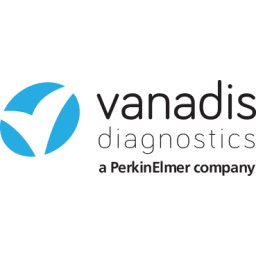 vanadis
diagnostics
a PerkinElmer company